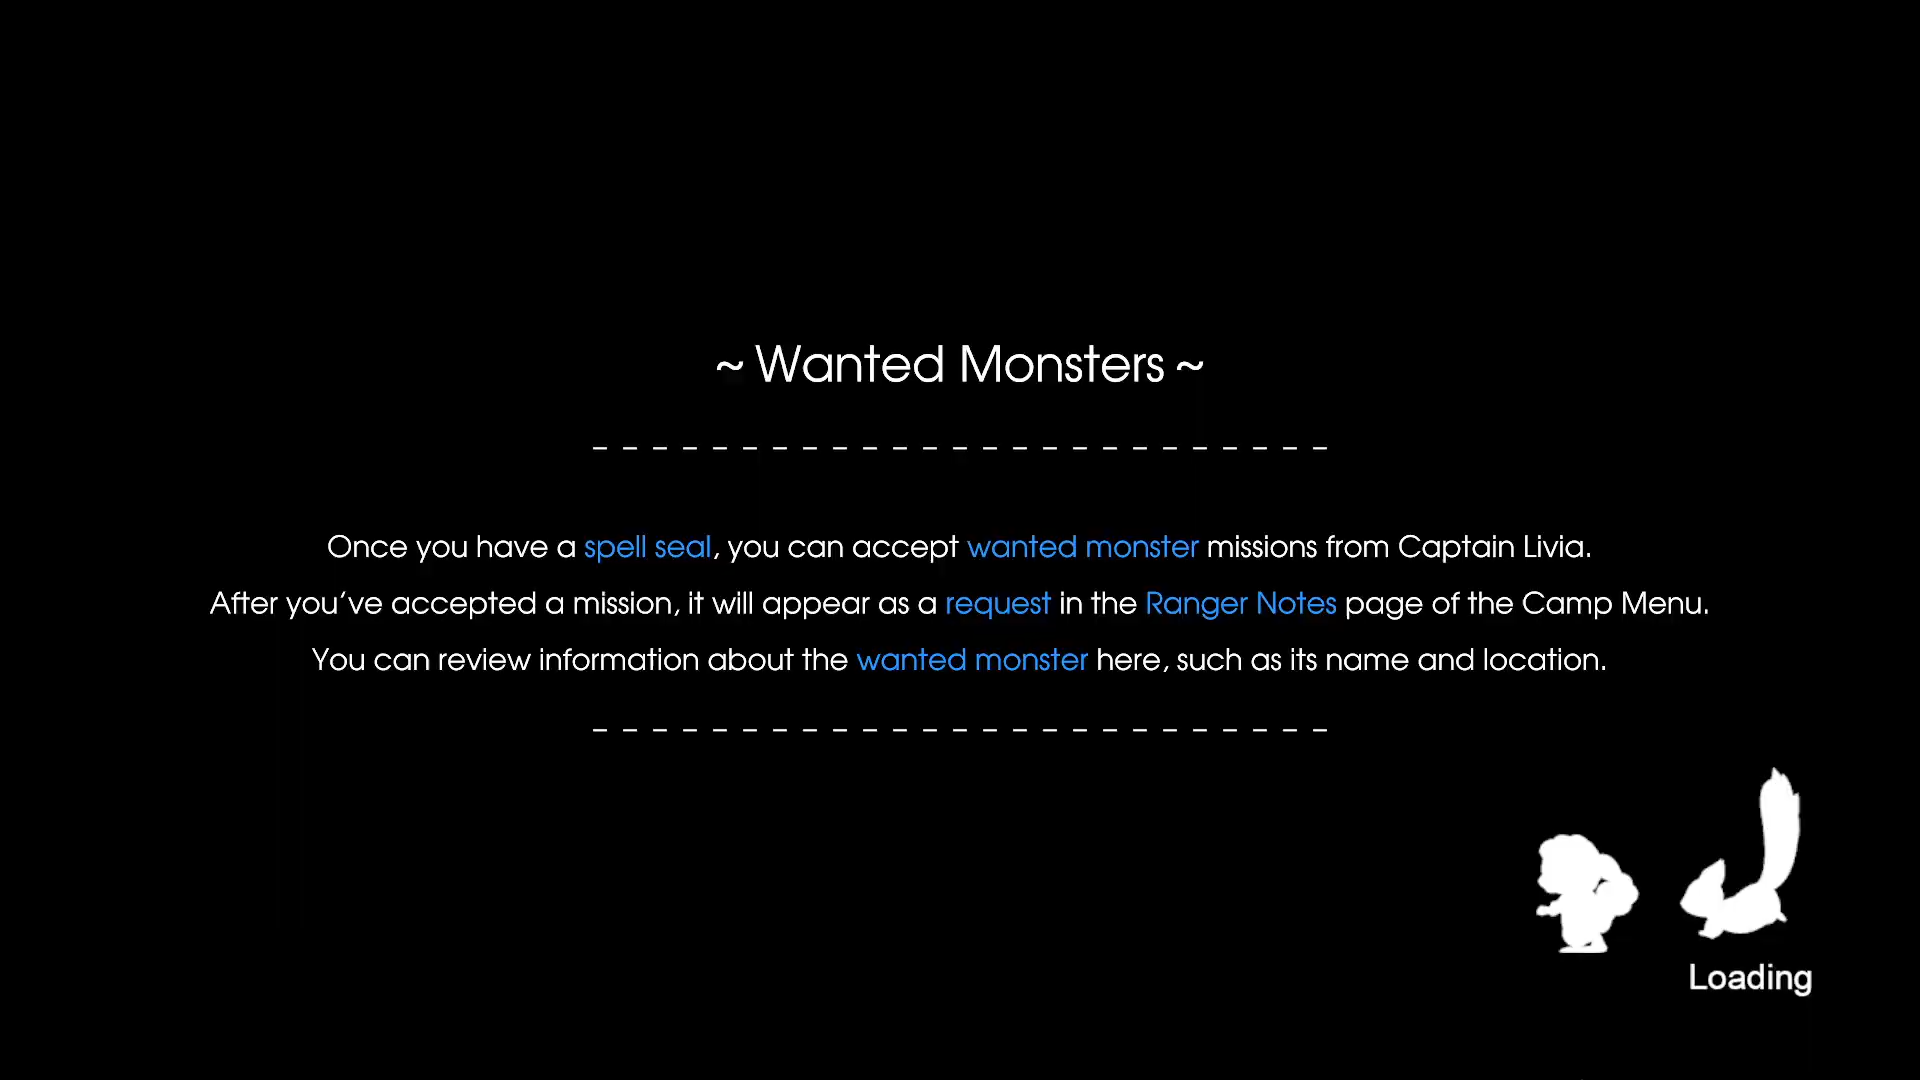 ~ Wanted Monsters ~
– – – – – – – – – – – – – – – – – – – – – – – – –
Once you have a spell seal, you can accept wanted monster missions from Captain Livia.
After you've accepted a mission, it will appear as a request in the Ranger Notes page of the Camp Menu.
You can review information about the wanted monster here, such as its name and location.
– – – – – – – – – – – – – – – – – – – – – – – – –
Loading